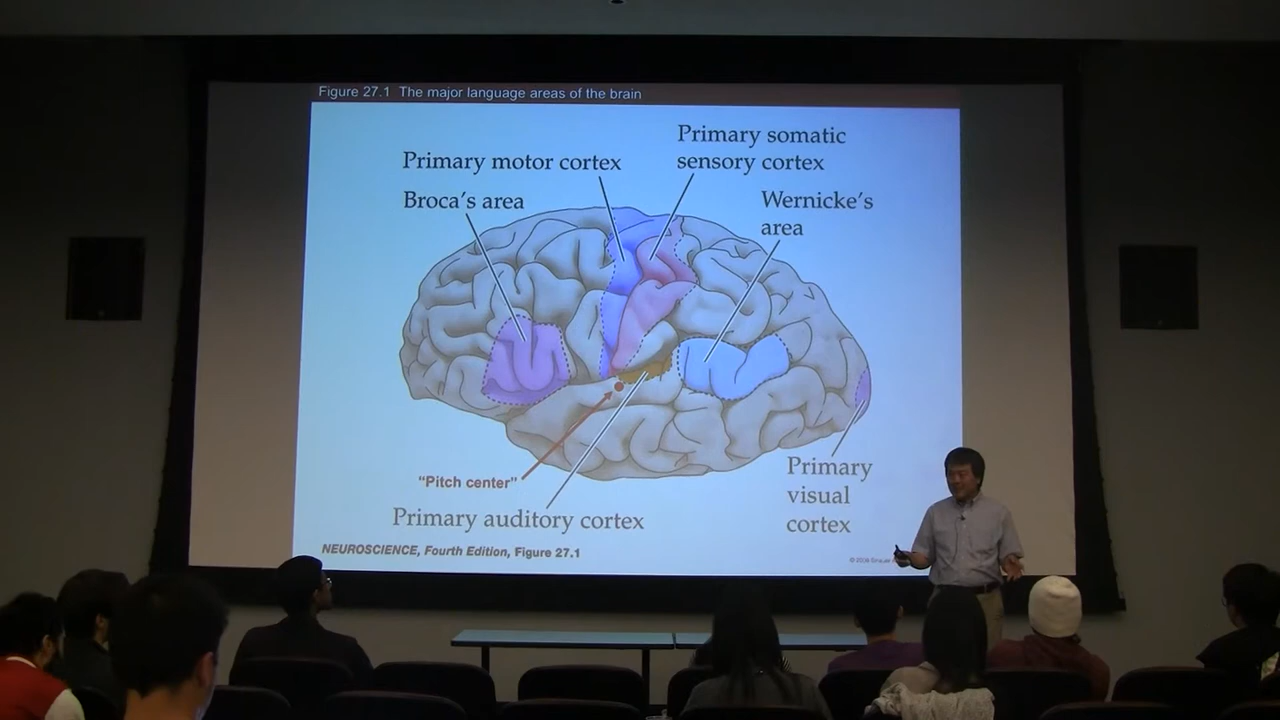 Figure 27.1 The major language areas of the brain
Primary somatic
sensory cortex
Primary motor cortex
Broca's area
Wernicke's
area
"Pitch center"
Primary auditory cortex
Primary
visual
cortex
NEUROSCIENCE, Fourth Edition, Figure 27.1